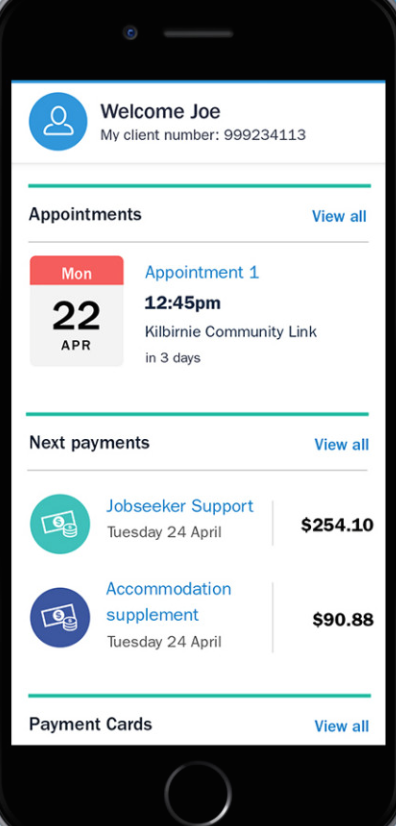 Welcome Joe
My client number: 999234113
Appointments
View all
Mon
22
APR
Appointment 1
12:45pm
Kilbirnie Community Link
in 3 days
Next payments
View all
Jobseeker Support
Tuesday 24 April
$254.10
Accommodation
supplement
Tuesday 24 April
$90.88
Payment Cards
View all